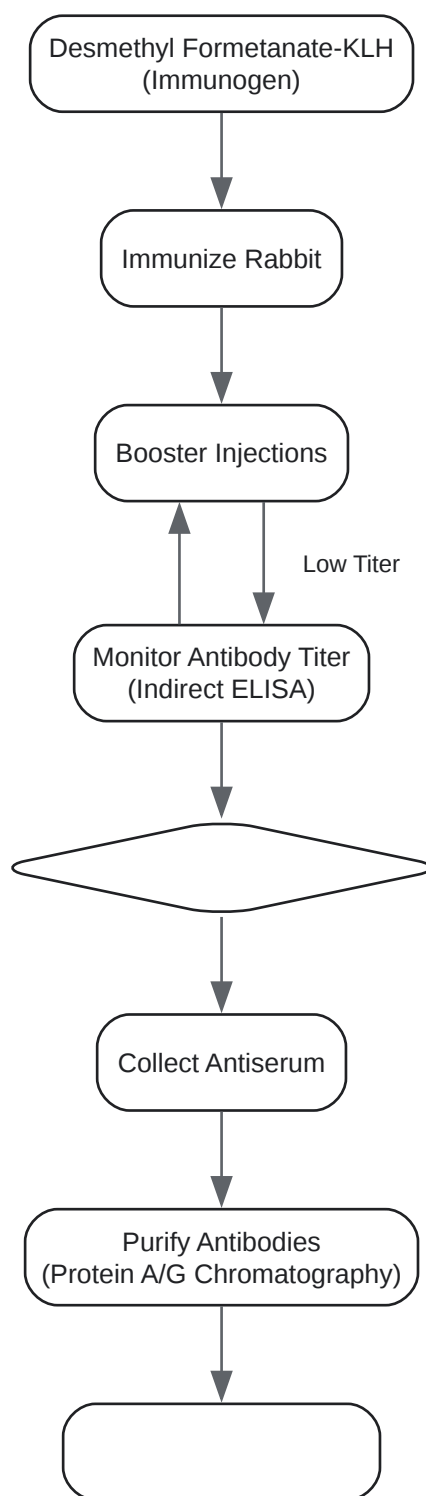 Desmethyl Formetanate-KLH
(Immunogen)
Immunize Rabbit
Booster Injections
Low Titer
Monitor Antibody Titer
(Indirect ELISA)
Collect Antiserum
Purify Antibodies
(Protein A/G Chromatography)